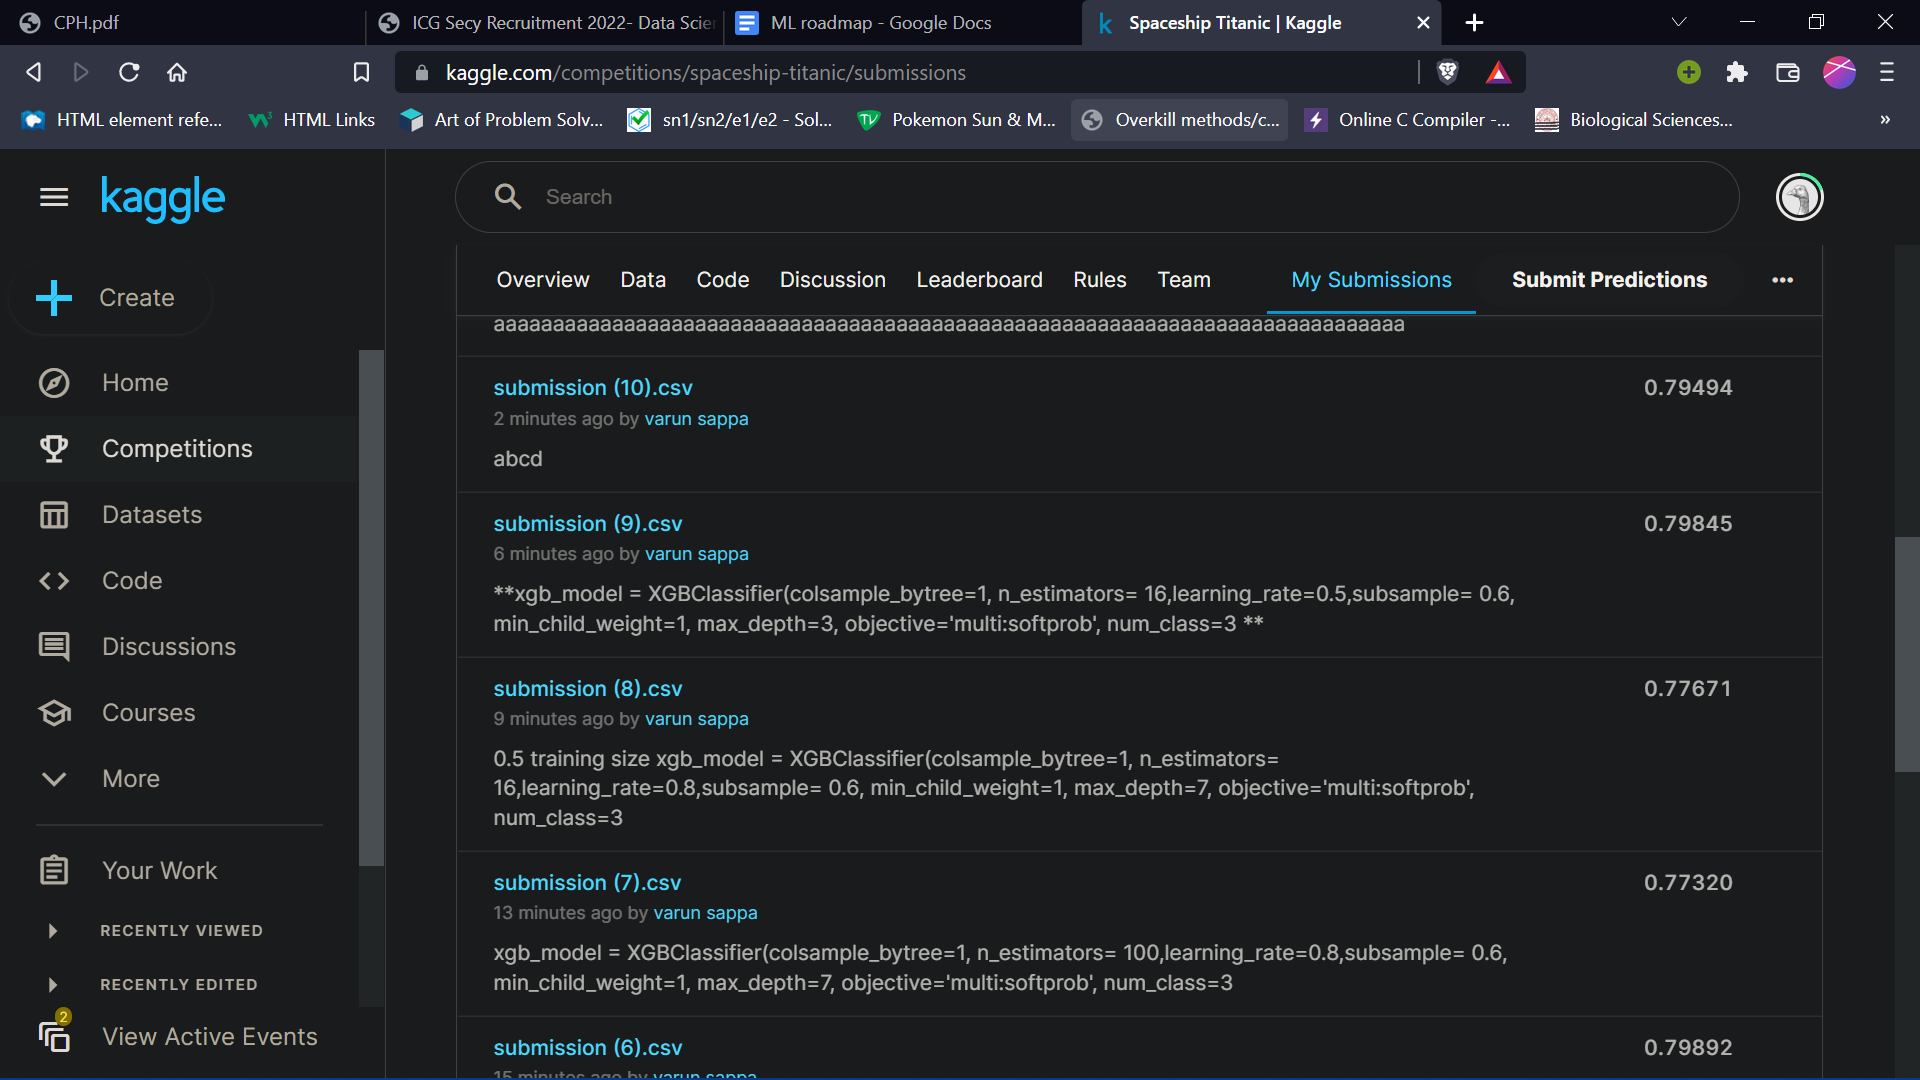 CPH.pdf
ICG Secy Recruitment 2022- Data Scien
ML roadmap - Google Docs
Spaceship Titanic | Kaggle
kaggle.com/competitions/spaceship-titanic/submissions
HTML element refe...
HTML Links
Art of Problem Solv...
sn1/sn2/e1/e2 - Sol...
Pokemon Sun & M...
Overkill methods/c...
Online C Compiler -...
Biological Sciences...
»
kaggle
Search
Create
Home
Competitions
Datasets
Code
Discussions
Courses
More
Your Work
RECENTLY VIEWED
RECENTLY EDITED
2
View Active Events
Overview Data Code Discussion Leaderboard Rules Team My Submissions Submit Predictions
submission (10).csv 0.79494
2 minutes ago by varun sappa
abcd
submission (9).csv 0.79845
6 minutes ago by varun sappa
**xgb_model = XGBClassifier(colsample_bytree=1, n_estimators= 16,learning_rate=0.5,subsample= 0.6,
min_child_weight=1, max_depth=3, objective='multi:softprob', num_class=3 **
submission (8).csv 0.77671
9 minutes ago by varun sappa
0.5 training size xgb_model = XGBClassifier(colsample_bytree=1, n_estimators=
16,learning_rate=0.8,subsample= 0.6, min_child_weight=1, max_depth=7, objective='multi:softprob',
num_class=3
submission (7).csv 0.77320
13 minutes ago by varun sappa
xgb_model = XGBClassifier(colsample_bytree=1, n_estimators= 100,learning_rate=0.8,subsample= 0.6,
min_child_weight=1, max_depth=7, objective='multi:softprob', num_class=3
submission (6).csv 0.79892
15 minutes ago by varun sappa